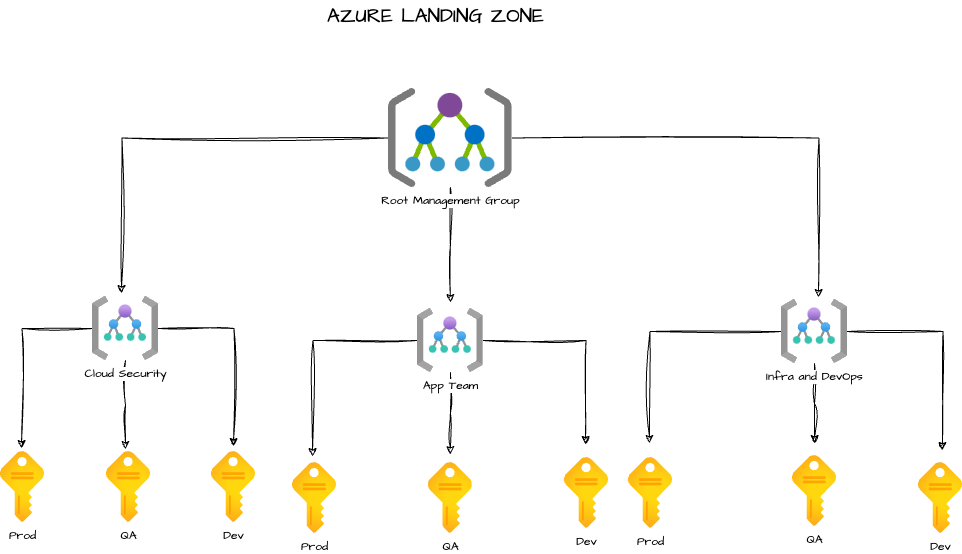 AZURE LANDING ZONE
Root Management Group
Cloud Security
App Team
Infra and DevOps
Prod
QA
Dev
Prod
QA
Dev
Prod
QA
Dev